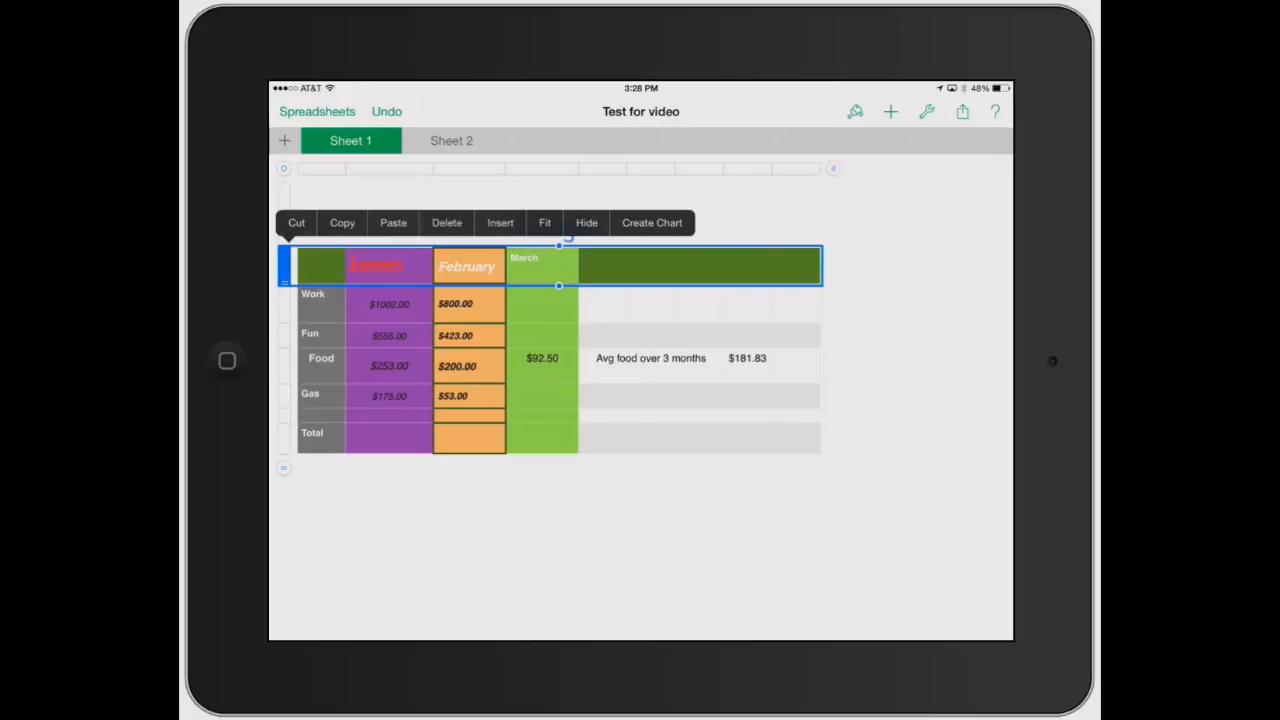 AT&T 3:28 PM 48%
Spreadsheets Undo Test for video ?
Sheet 1 Sheet 2
Cut Copy Paste Delete Insert Fit Hide Create Chart
February March
Work $1002.00 $800.00
Fun $555.00 $423.00
Food $253.00 $200.00 $92.50 Avg food over 3 months $181.83
Gas $175.00 $53.00
Total